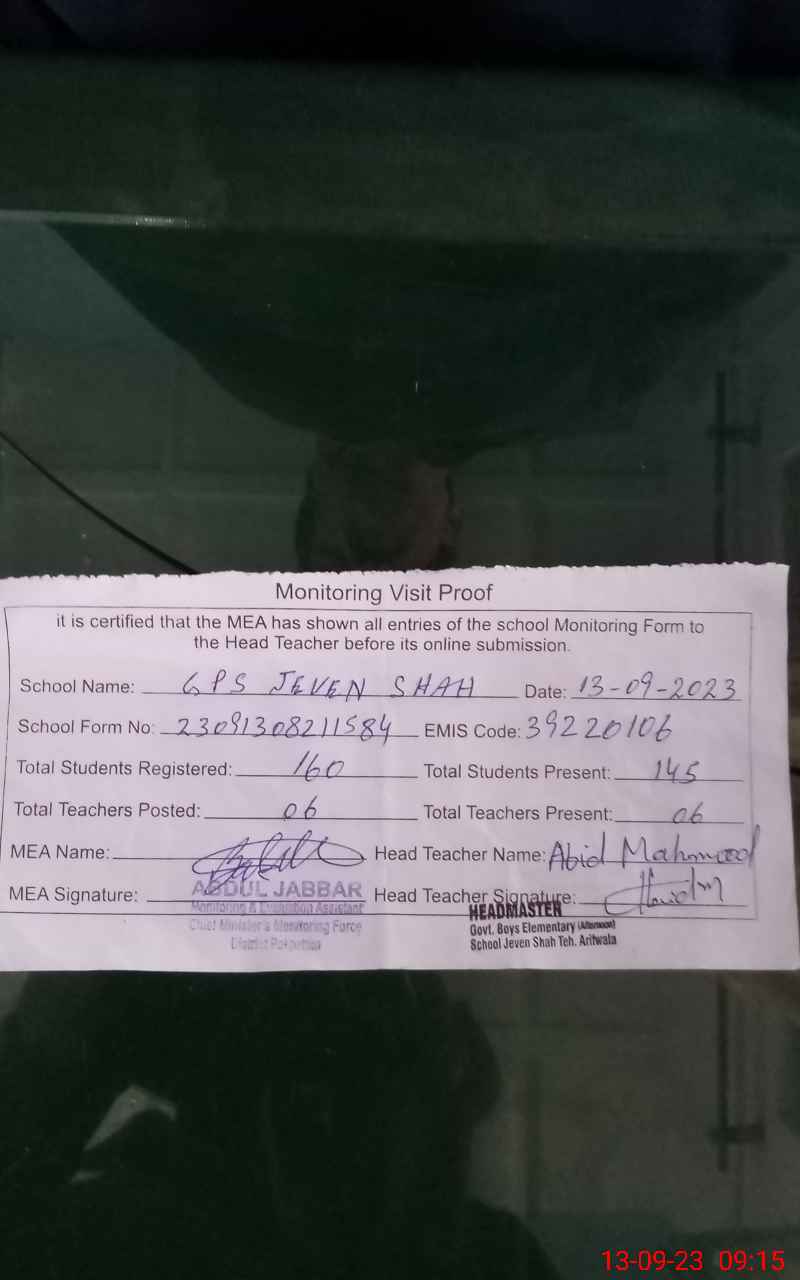 Monitoring Visit Proof
it is certified that the MEA has shown all entries of the school Monitoring Form to
the Head Teacher before its online submission.
School Name: GPS JEVEN SHAH Date: 13-09-2023
School Form No: 23091308211584 EMIS Code: 39220106
Total Students Registered: 160 Total Students Present: 145
Total Teachers Posted: 06 Total Teachers Present: 06
MEA Name: Head Teacher Name: Abid Mahmood
MEA Signature: ABDUL JABBAR Head Teacher Signature:
Monitoring & Evaluation Assistant HEADMASTER
Chief Minister's Monitoring Force Govt. Boys Elementary (Afternoon)
District Pakpattan School Jeven Shah Teh. Arifwala
13-09-23 09:15